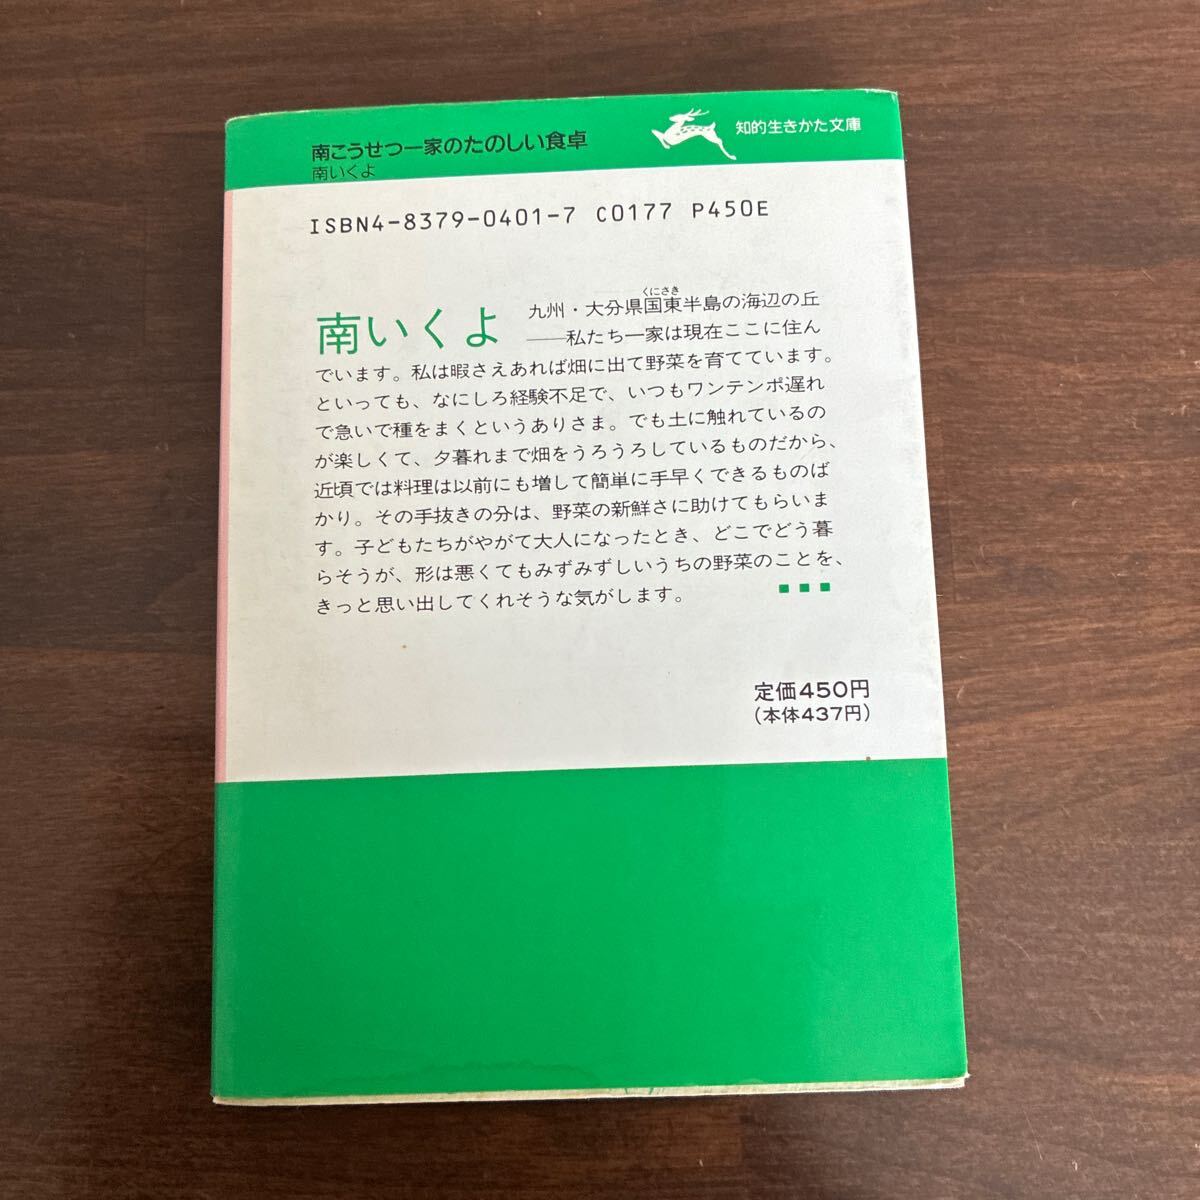 南こうせつ一家のたのしい食卓
南いくよ
知的生きかた文庫
ISBN4-8379-0401-7 C0177 P450E
南いくよ
くにさき
九州・大分県国東半島の海辺の丘
――私たち一家は現在ここに住ん
でいます。私は暇さえあれば畑に出て野菜を育てています。
といっても、なにしろ経験不足で、いつもワンテンポ遅れ
で急いで種をまくというありさま。でも土に触れているの
が楽しくて、夕暮れまで畑をうろうろしているものだから、
近頃では料理は以前にも増して簡単に手早くできるものば
かり。その手抜きの分は、野菜の新鮮さに助けてもらいま
す。子どもたちがやがて大人になったとき、どこでどう暮
らそうが、形は悪くてもみずみずしいうちの野菜のことを、
きっと思い出してくれそうな気がします。
定価450円
(本体437円)